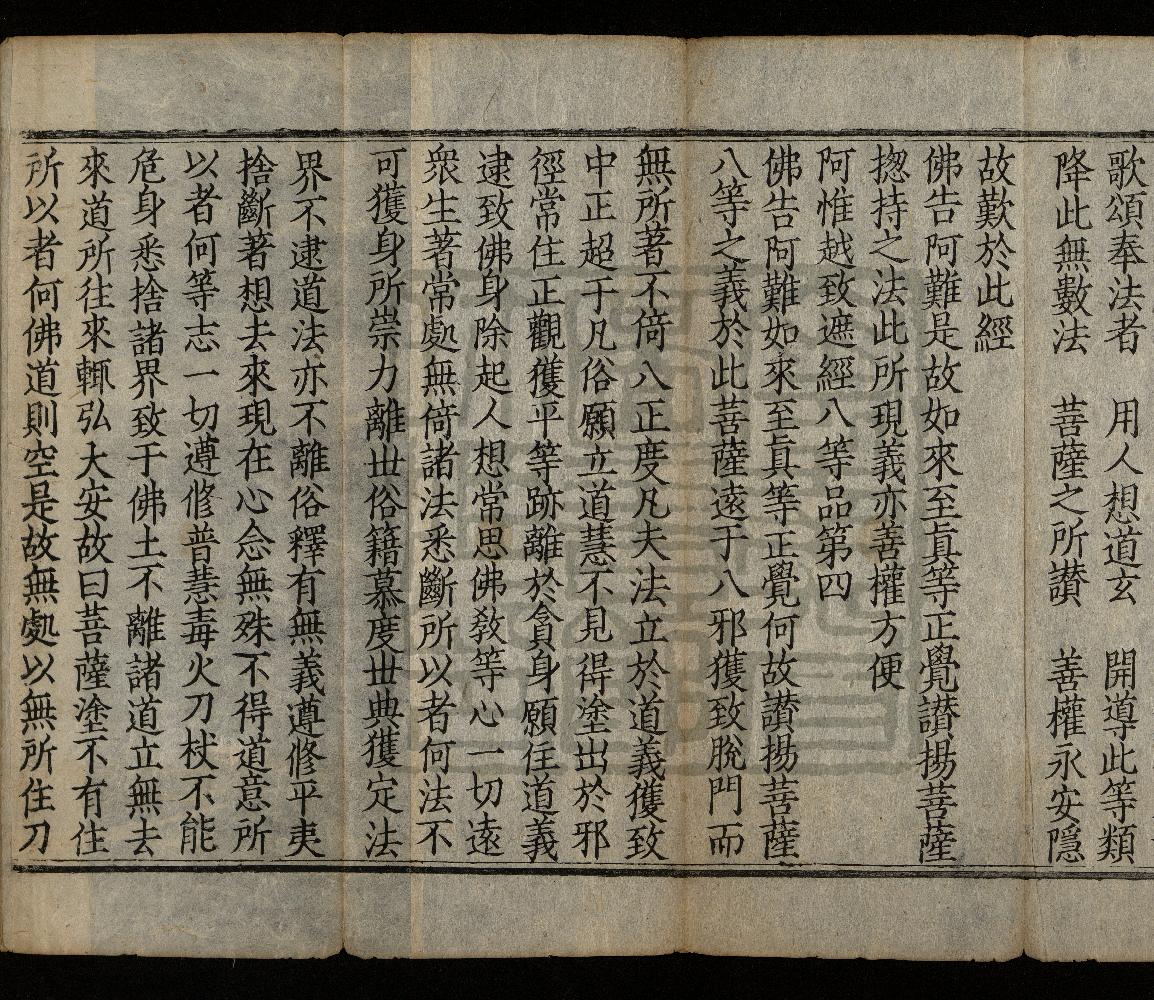 歌頌奉法者　用人想道玄　開導此等類
降此無數法　菩薩之所讃　善權永安隱
故歎於此經
佛告阿難是故如來至真等正覺讃揚菩薩
揔持之法此所現義亦善權方便
阿惟越致遮經八等品第四
佛告阿難如來至真等正覺何故讃揚菩薩
八等之義於此菩薩遠于八邪獲致脫門而
無所著不倚八正度凡夫法立於道義獲致
中正超于凡俗願立道慧不見得塗出於邪
徑常住正觀獲平等跡離於貪身願住道義
逮致佛身除起人想常思佛教等心一切遠
衆生著常處無倚諸法悉斷所以者何法不
可獲身所崇力離丗俗籍慕度丗典獲定法
界不逮道法亦不離俗釋有無義遵修平夷
捨斷著想去來現在心念無殊不得道意所
以者何等志一切遵修普慧毒火刀杖不能
危身悉捨諸界致于佛土不離諸道立無去
來道所往來輙弘大安故曰菩薩塗不有住
所以者何佛道則空是故無處以無所住刀